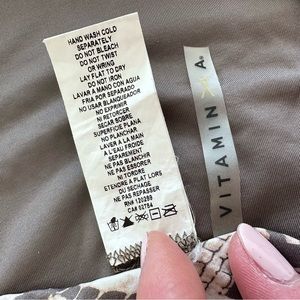 HAND WASH COLD
SEPARATELY
DO NOT BLEACH
DO NOT TWIST
OR WRING
LAY FLAT TO DRY
DO NOT IRON
LAVAR A MANO CON AGUA
FRIA POR SEPARADO
NO USAR BLANQUEADOR
NO EXPRIMIR
NI RETORCER
SECAR SOBRE
SUPERFICIE PLANA
NO PLANCHAR
LAVER A LA MAIN
A L'EAU FROIDE
SEPAREMENT
NE PAS BLANCHIR
NE PAS ESSORER
NI TORDRE
ETENDRE A PLAT LORS
DU SECHAGE
NE PAS REPASSER
RN# 130299
CA# 52764
VITAMIN A.